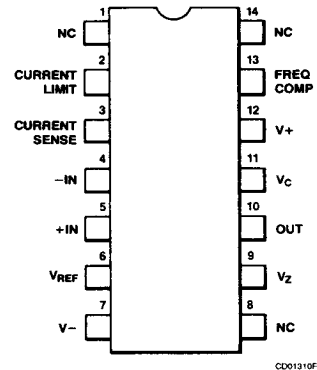 1 14
NC NC
2 13
CURRENT LIMIT FREQ COMP
3 12
CURRENT SENSE V+
4 11
−IN VC
5 10
+IN OUT
6 9
VREF VZ
7 8
V− NC
CD01310F